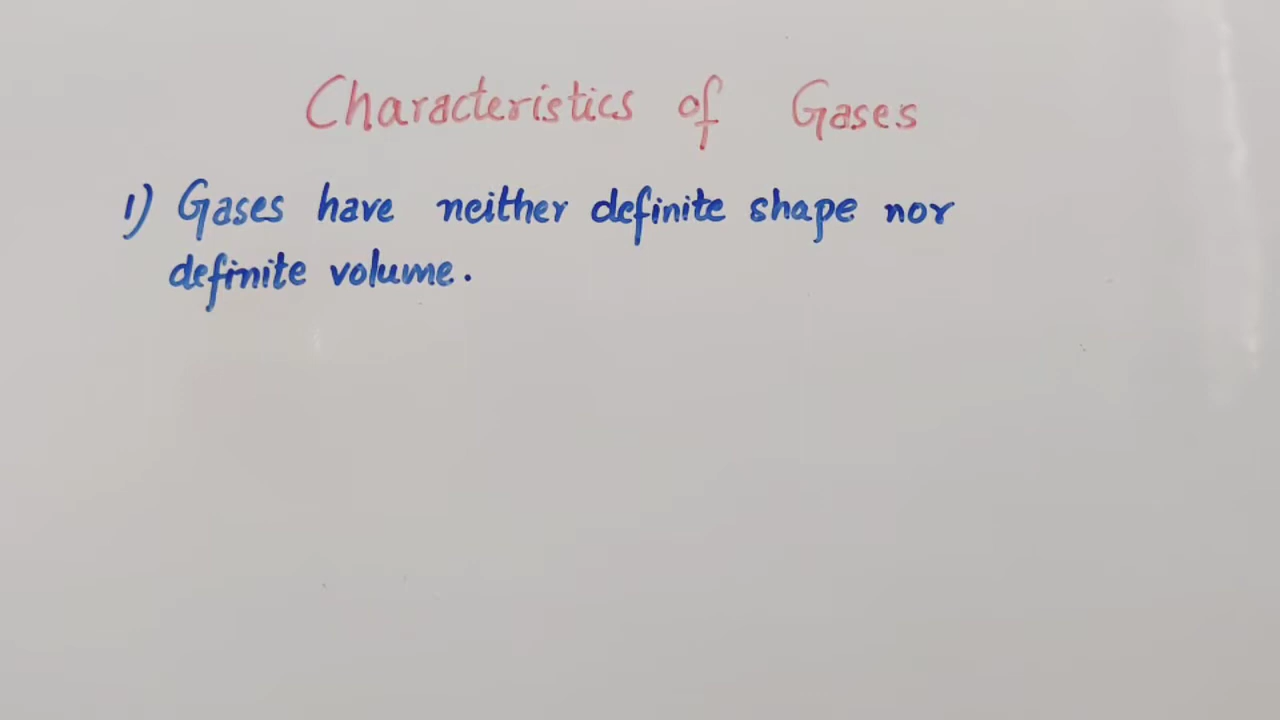 Characteristics of Gases
1) Gases have neither definite shape nor
definite volume.